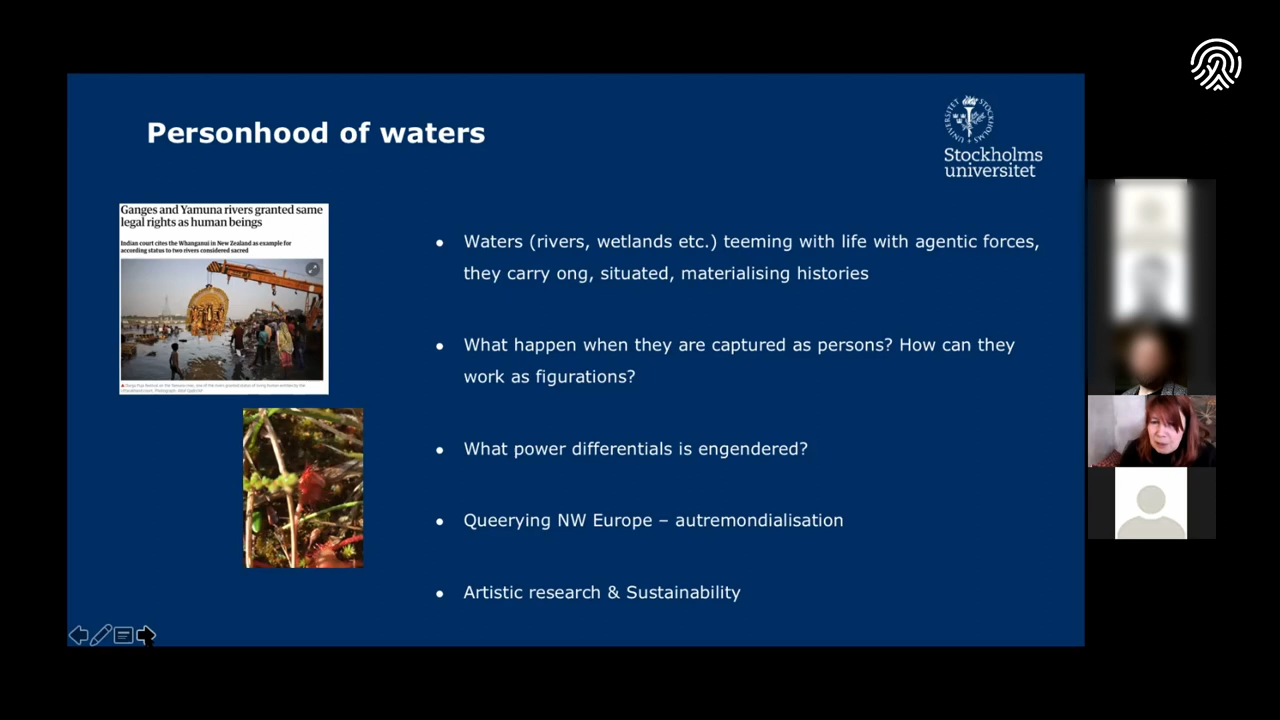 Personhood of waters
Stockholms
universitet
Ganges and Yamuna rivers granted same
legal rights as human beings
Indian court cites the Whanganui in New Zealand as example for
according status to two rivers considered sacred
● Waters (rivers, wetlands etc.) teeming with life with agentic forces,
they carry ong, situated, materialising histories
● What happen when they are captured as persons? How can they
work as figurations?
● What power differentials is engendered?
● Queerying NW Europe – autremondialisation
● Artistic research & Sustainability